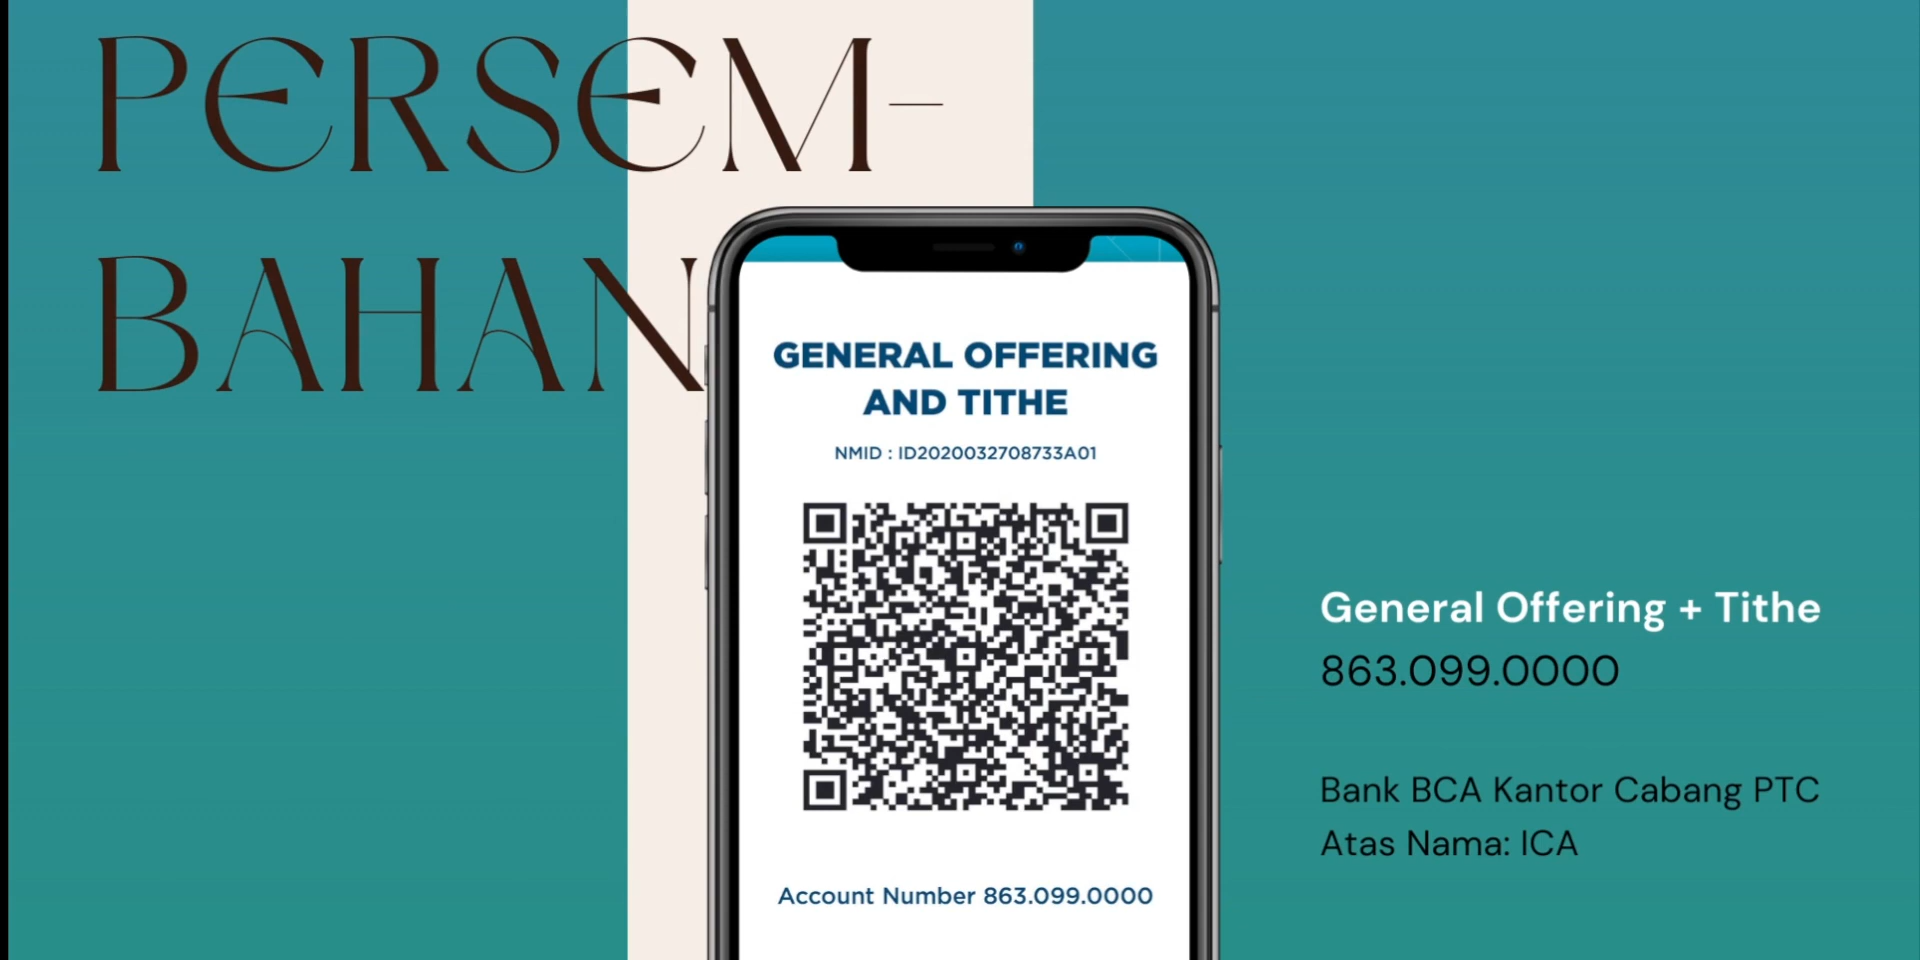 PERSEM-
BAHAN
GENERAL OFFERING
AND TITHE
NMID : ID2020032708733A01
Account Number 863.099.0000
General Offering + Tithe
863.099.0000
Bank BCA Kantor Cabang PTC
Atas Nama: ICA